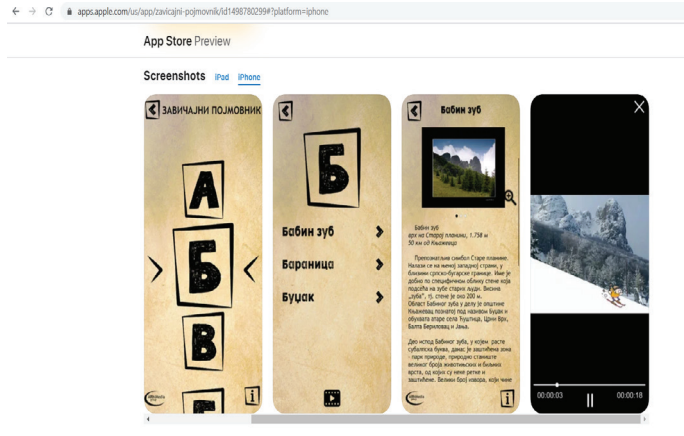 apps.apple.com/us/app/zavicajni-pojmovnik/id1498780299#?platform=iphone
App Store Preview
Screenshots iPad iPhone
ЗАВИЧАЈНИ ПОЈМОВНИК
А
Б
В
Г
i
Б
Бабин зуб
Бараница
Буџак
Бабин зуб
Бабин зуб
врх на Старој планини, 1.758 м
50 км од Књажевца
Препознатљив симбол Старе планине.
Налази се на њеној западној страни, у
близини српско-бугарске границе. Име је
добио по специфичном облику стене која
подсећа на зубе старих људи. Висина
„зуба“, тј. стене је око 200 м.
Област Бабиног зуба у делу је општине
Књажевац познатој под називом Буџак и
обухвата атаре села Ћуштица, Црни Врх,
Балта Бериловац и Јања.
Део испод Бабиног зуба, у којем расте
субалпска буква, данас је заштићена зона
- парк природе, природно станиште
великог броја животињских и биљних
врста, од којих су неке ретке и
заштићене. Велики број извора, који чине
i
X
00:00:03
00:00:18